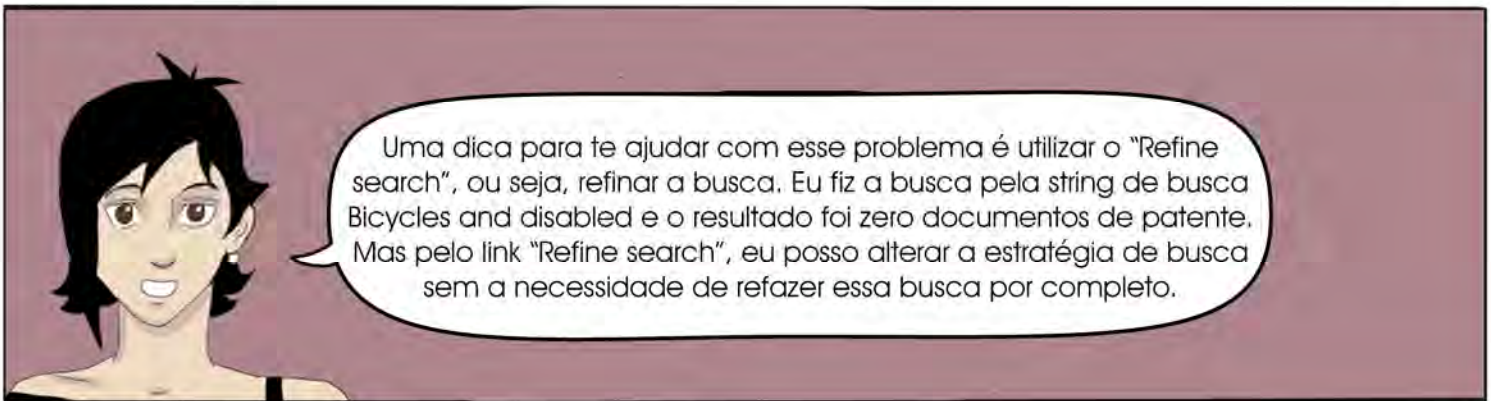 Uma dica para te ajudar com esse problema é utilizar o "Refine
search", ou seja, refinar a busca. Eu fiz a busca pela string de busca
Bicycles and disabled e o resultado foi zero documentos de patente.
Mas pelo link "Refine search", eu posso alterar a estratégia de busca
sem a necessidade de refazer essa busca por completo.